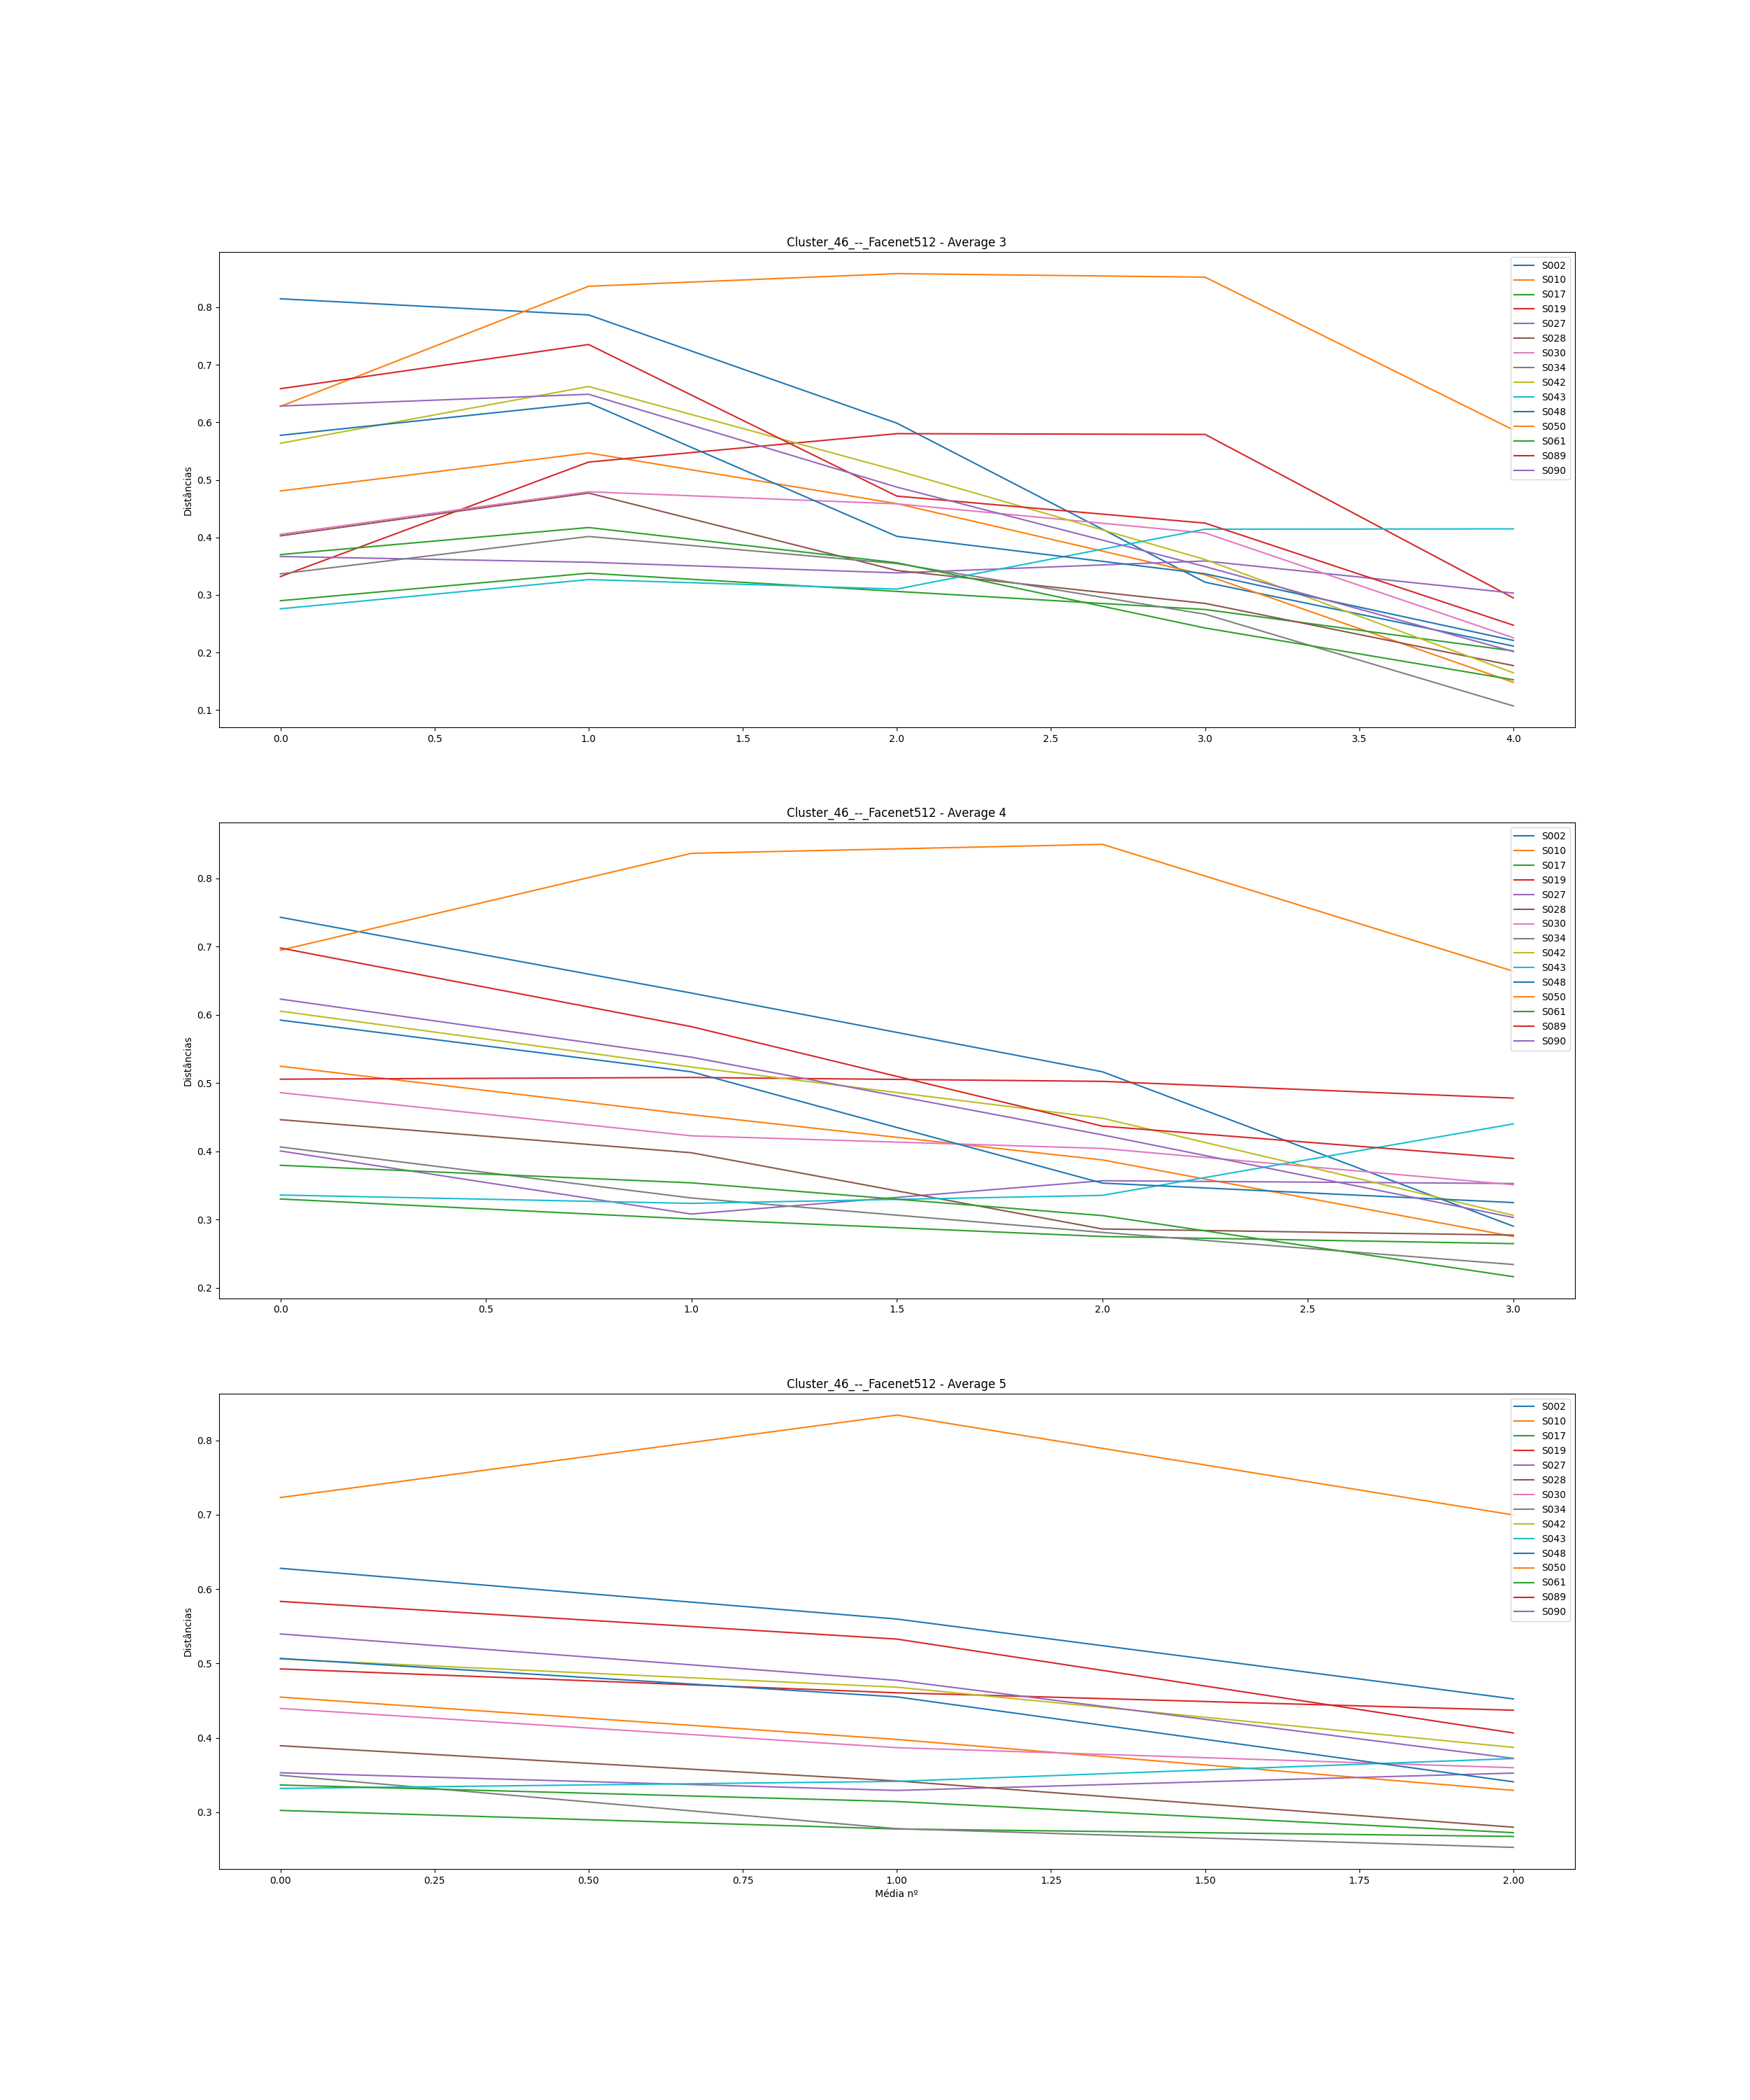 Cluster_46_--_Facenet512 - Average 3
Distâncias
0.8
0.7
0.6
0.5
0.4
0.3
0.2
0.1
0.0 0.5 1.0 1.5 2.0 2.5 3.0 3.5 4.0
S002
S010
S017
S019
S027
S028
S030
S034
S042
S043
S048
S050
S061
S089
S090
Cluster_46_--_Facenet512 - Average 4
Distâncias
0.8
0.7
0.6
0.5
0.4
0.3
0.2
0.0 0.5 1.0 1.5 2.0 2.5 3.0
S002
S010
S017
S019
S027
S028
S030
S034
S042
S043
S048
S050
S061
S089
S090
Cluster_46_--_Facenet512 - Average 5
Distâncias
0.8
0.7
0.6
0.5
0.4
0.3
0.00 0.25 0.50 0.75 1.00 1.25 1.50 1.75 2.00
Média nº
S002
S010
S017
S019
S027
S028
S030
S034
S042
S043
S048
S050
S061
S089
S090